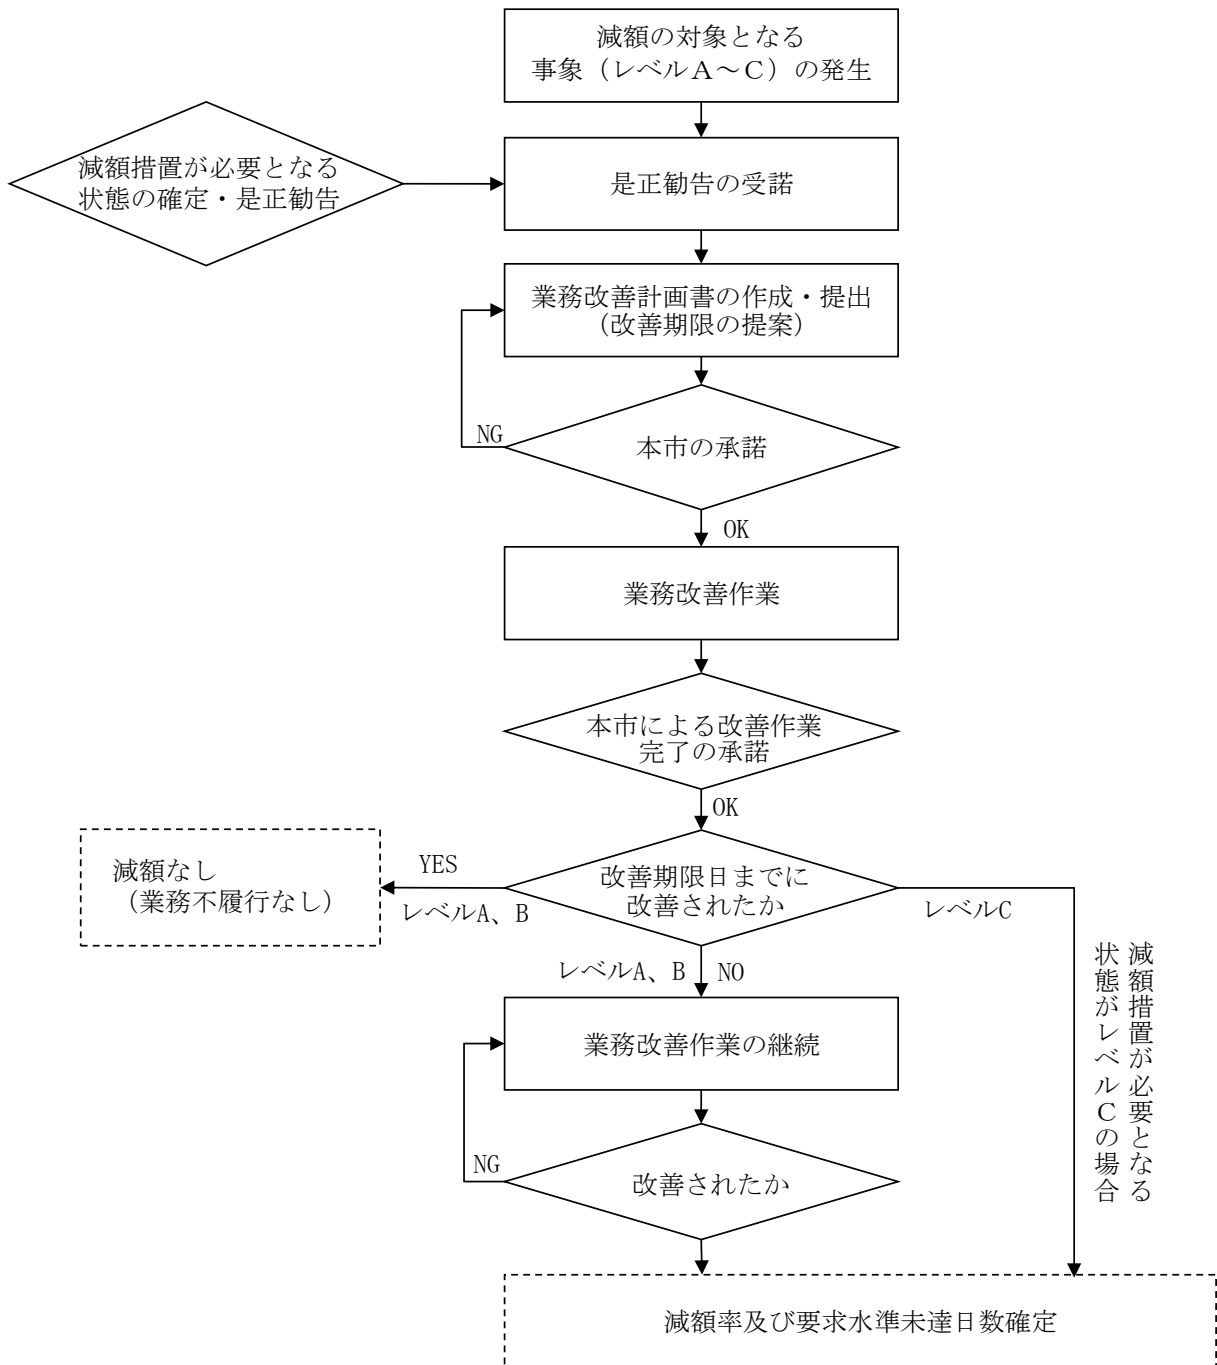 減額の対象となる
事象（レベルＡ～Ｃ）の発生
減額措置が必要となる
状態の確定・是正勧告
是正勧告の受諾
業務改善計画書の作成・提出
（改善期限の提案）
NG
本市の承諾
OK
業務改善作業
本市による改善作業
完了の承諾
OK
減額なし
（業務不履行なし）
YES
レベルA、B
改善期限日までに
改善されたか
レベルC
レベルA、B
NO
減額措置が必要となる
状態がレベルＣの場合
業務改善作業の継続
NG
改善されたか
減額率及び要求水準未達日数確定